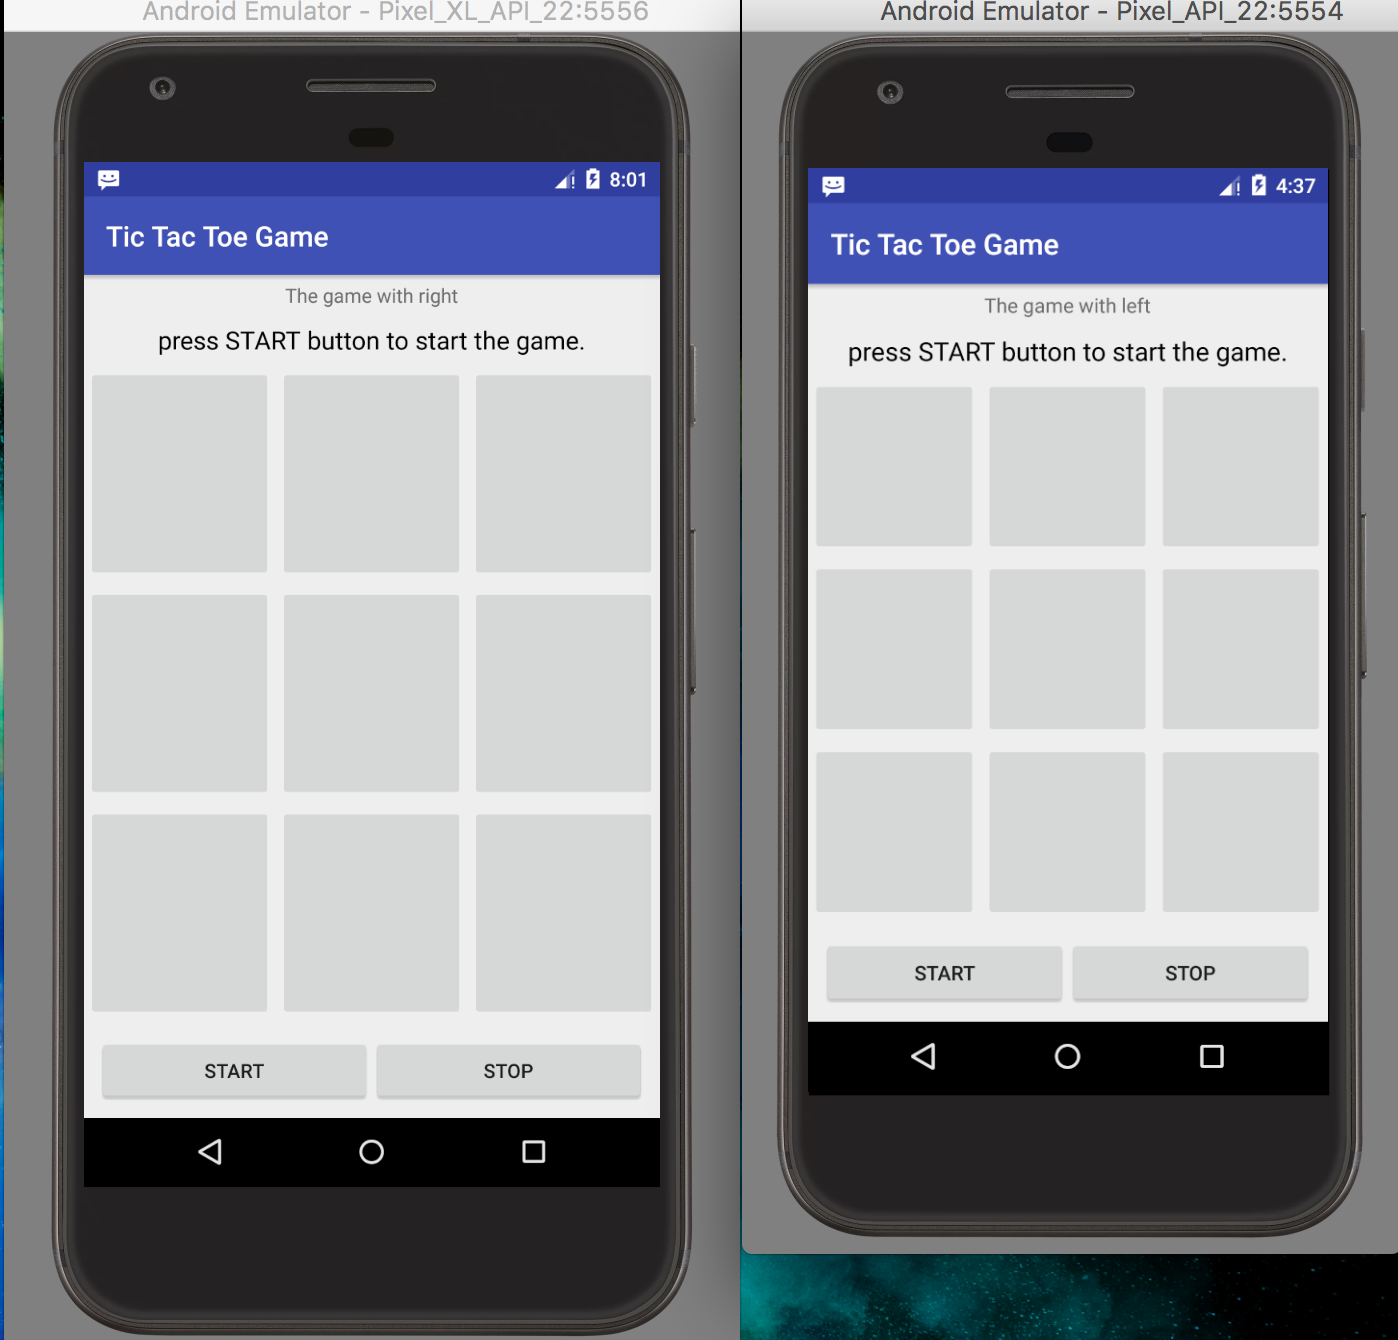 Android Emulator - Pixel_XL_API_22:5556
8:01
Tic Tac Toe Game
The game with right
press START button to start the game.
START STOP
Android Emulator - Pixel_API_22:5554
4:37
Tic Tac Toe Game
The game with left
press START button to start the game.
START STOP